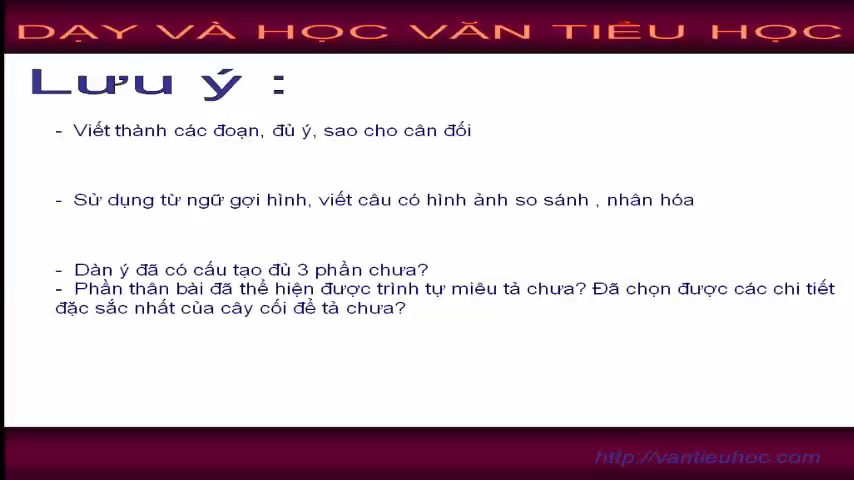 DẠY VÀ HỌC VĂN TIỂU HỌC
Lưu ý :
- Viết thành các đoạn, đủ ý, sao cho cân đối
- Sử dụng từ ngữ gợi hình, viết câu có hình ảnh so sánh , nhân hóa
- Dàn ý đã có cấu tạo đủ 3 phần chưa?
- Phần thân bài đã thể hiện được trình tự miêu tả chưa? Đã chọn được các chi tiết
đặc sắc nhất của cây cối để tả chưa?
http://vantieuhoc.com